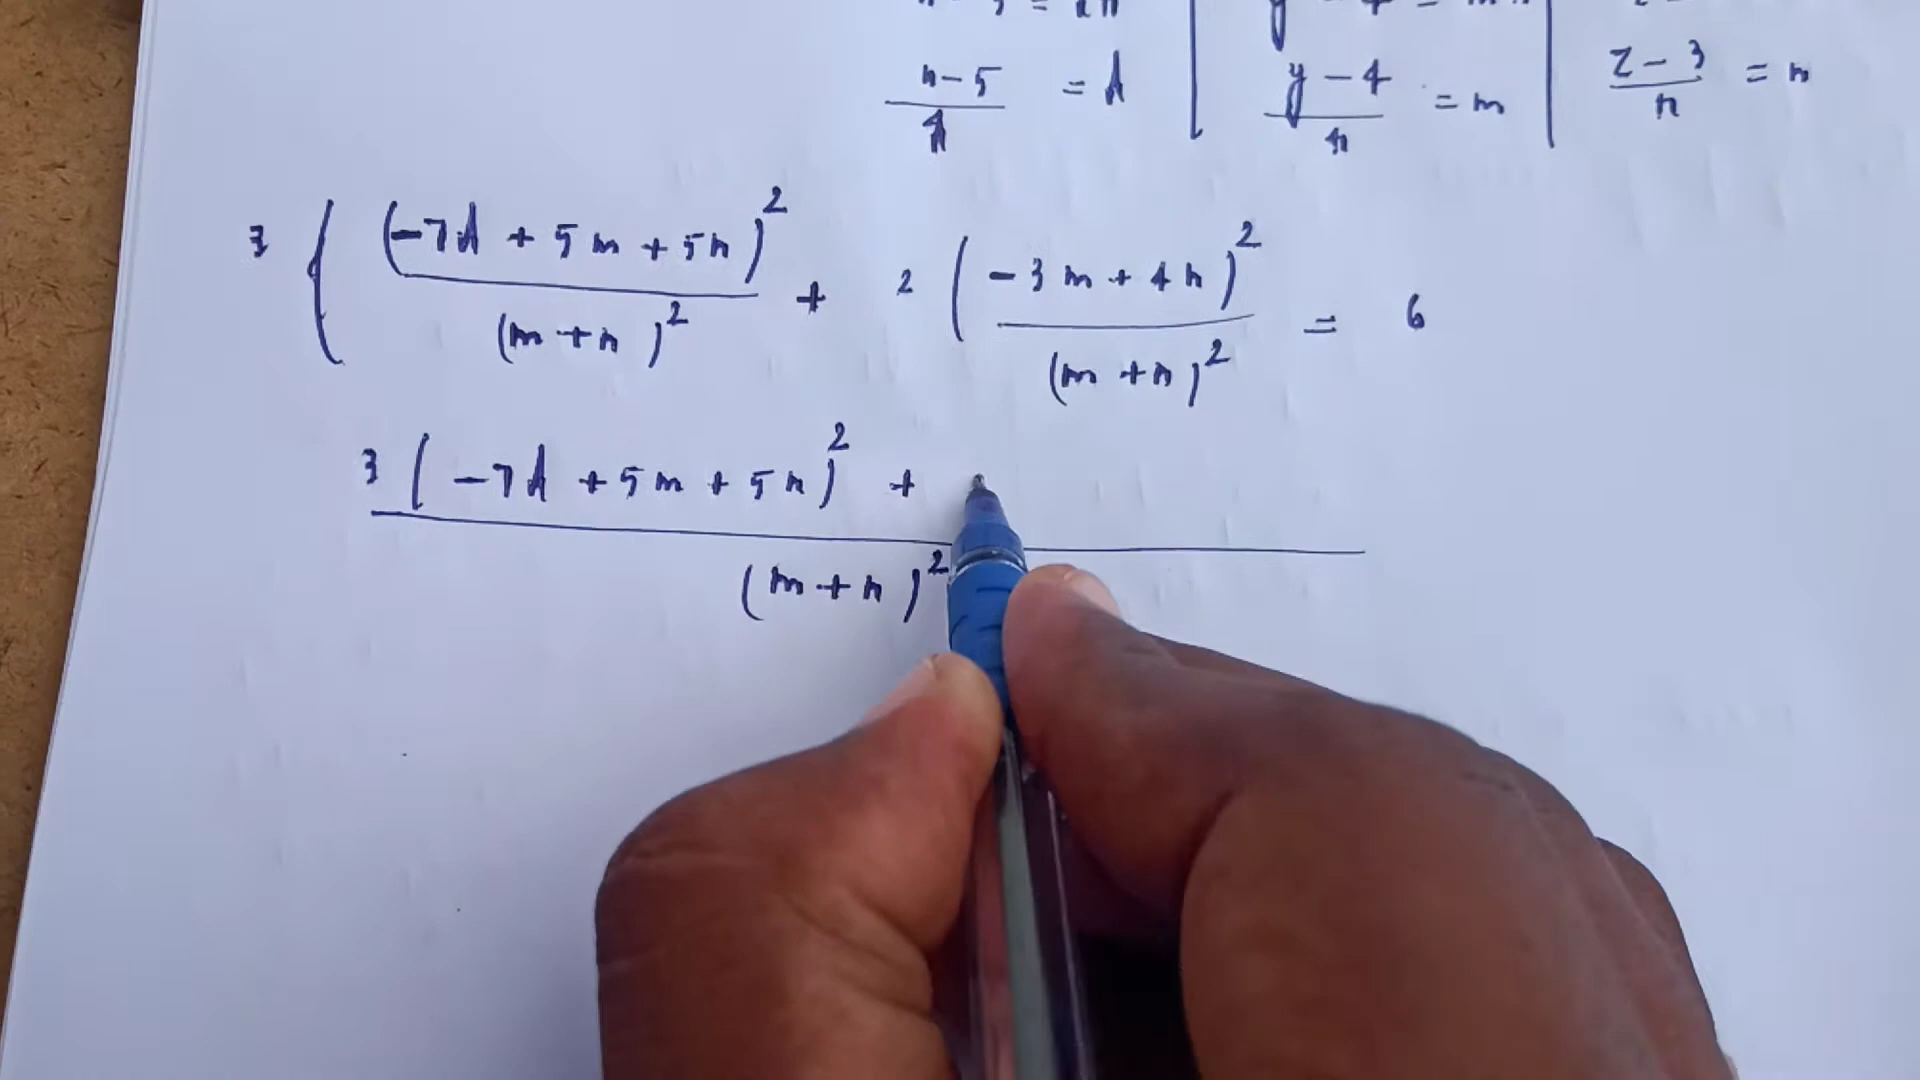 n-5/λ = λ | y-4/n = m | z-3/n = n
3 { (-7λ + 5m + 5n)²/(m+n)² + 2 ( (-3m + 4n)²/(m+n)² = 6
3 (-7λ + 5m + 5n)² +
(m+n)²